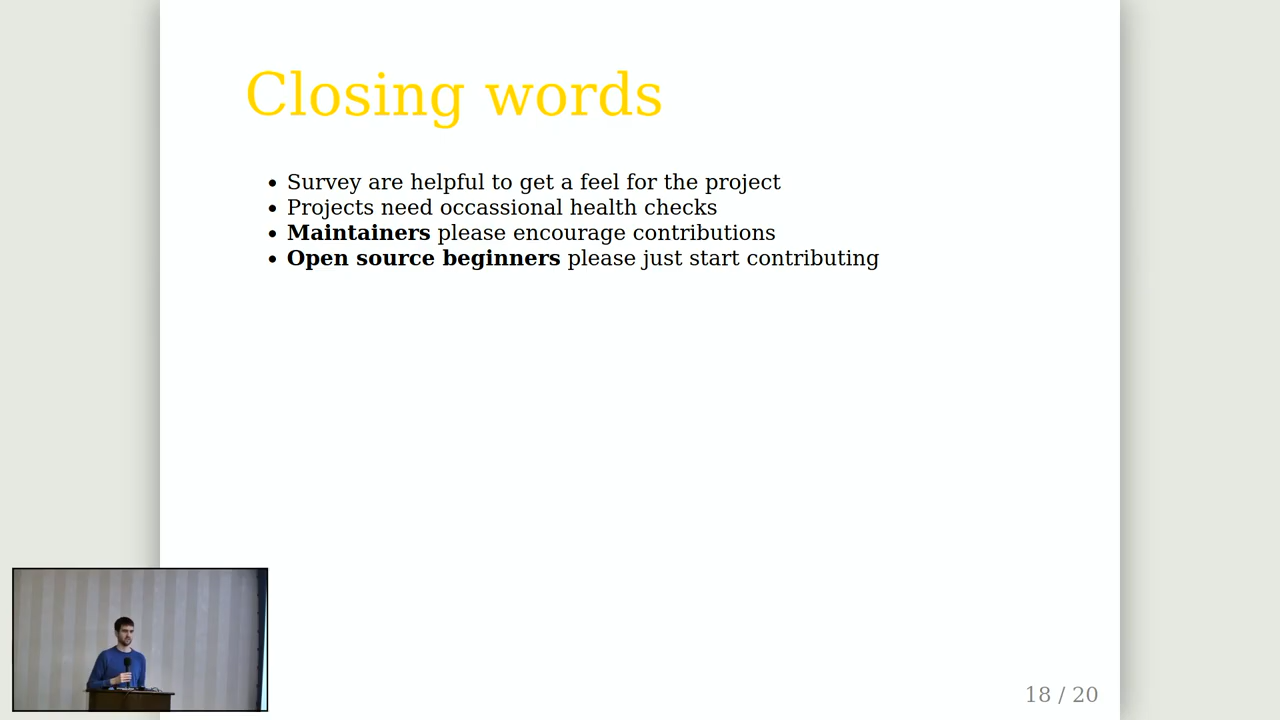 Closing words
• Survey are helpful to get a feel for the project
• Projects need occassional health checks
• Maintainers please encourage contributions
• Open source beginners please just start contributing
18 / 20